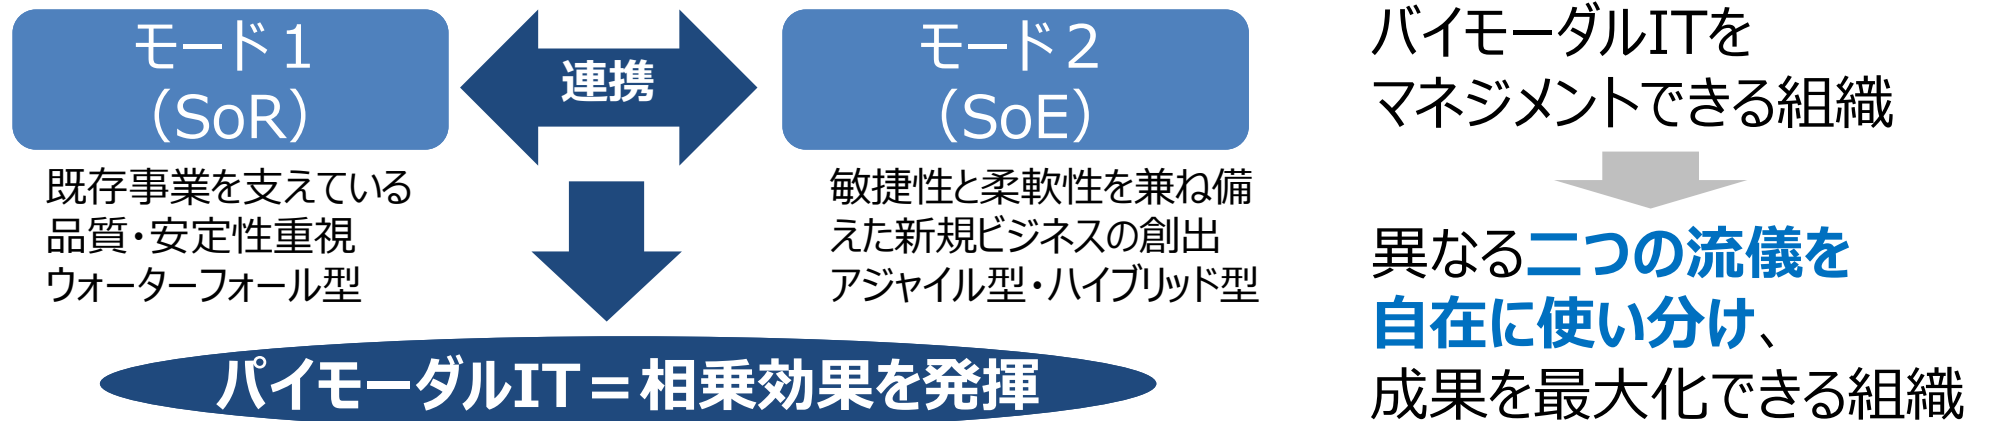 モード１
（SoR）
連携
モード２
（SoE）
既存事業を支えている
品質・安定性重視
ウォーターフォール型
敏捷性と柔軟性を兼ね備
えた新規ビジネスの創出
アジャイル型・ハイブリッド型
パイモーダルIT＝相乗効果を発揮
バイモーダルITを
マネジメントできる組織
異なる二つの流儀を
自在に使い分け、
成果を最大化できる組織